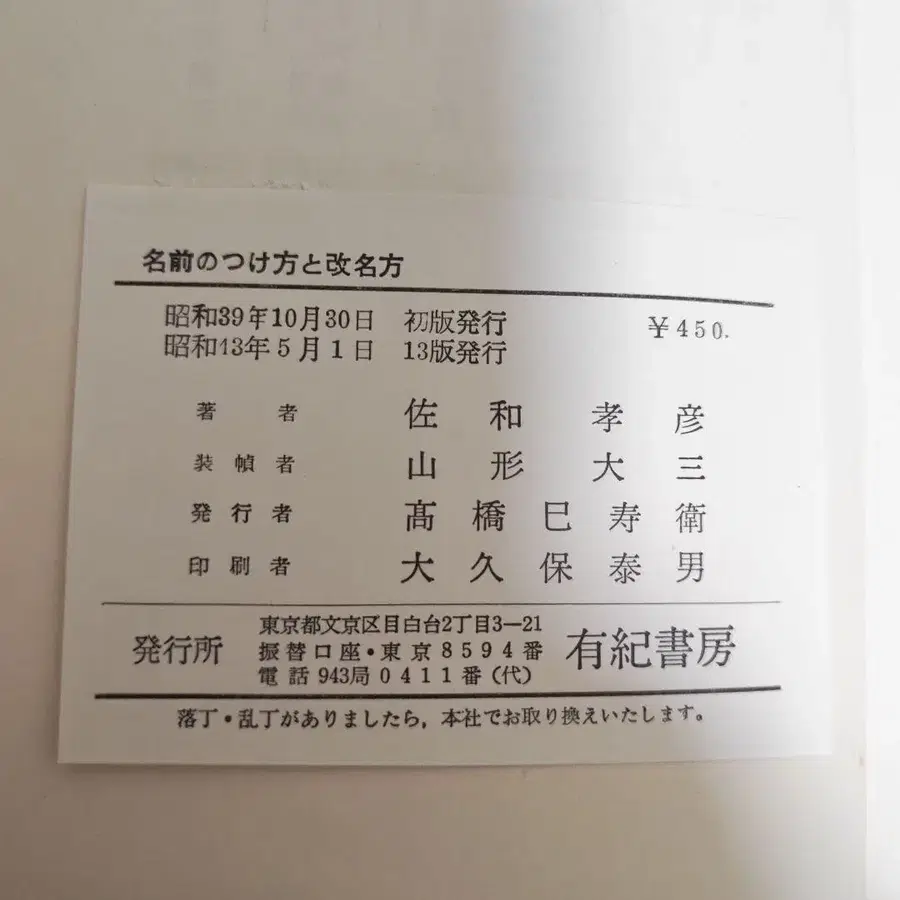 名前のつけ方と改名方
昭和39年10月30日 初版発行 ¥450.
昭和43年5月1日 13版発行
著者 佐和孝彦
装幀者 山形大三
発行者 髙橋巳寿衛
印刷者 大久保泰男
発行所 東京都文京区目白台2丁目3―21 有紀書房
振替口座・東京8594番
電話943局0411番(代)
落丁・乱丁がありましたら,本社でお取り換えいたします。